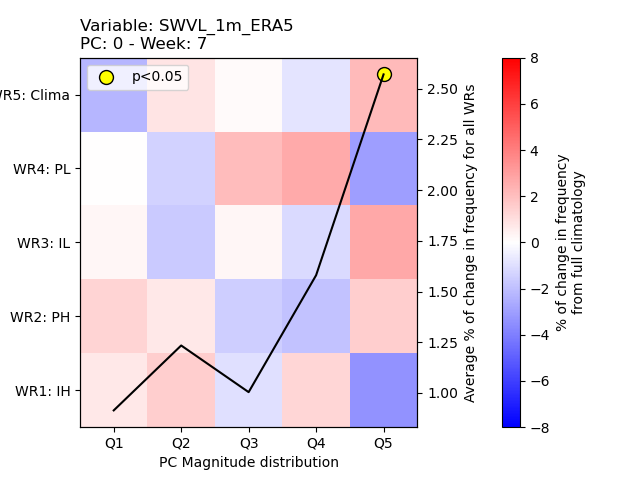 Variable: SWVL_1m_ERA5
PC: 0 - Week: 7
p<0.05
WR5: Clima
WR4: PL
WR3: IL
WR2: PH
WR1: IH
Q1 Q2 Q3 Q4 Q5
PC Magnitude distribution
2.50
2.25
2.00
1.75
1.50
1.25
1.00
Average % of change in frequency for all WRs
8
6
4
2
0
−2
−4
−6
−8
% of change in frequency
from full climatology